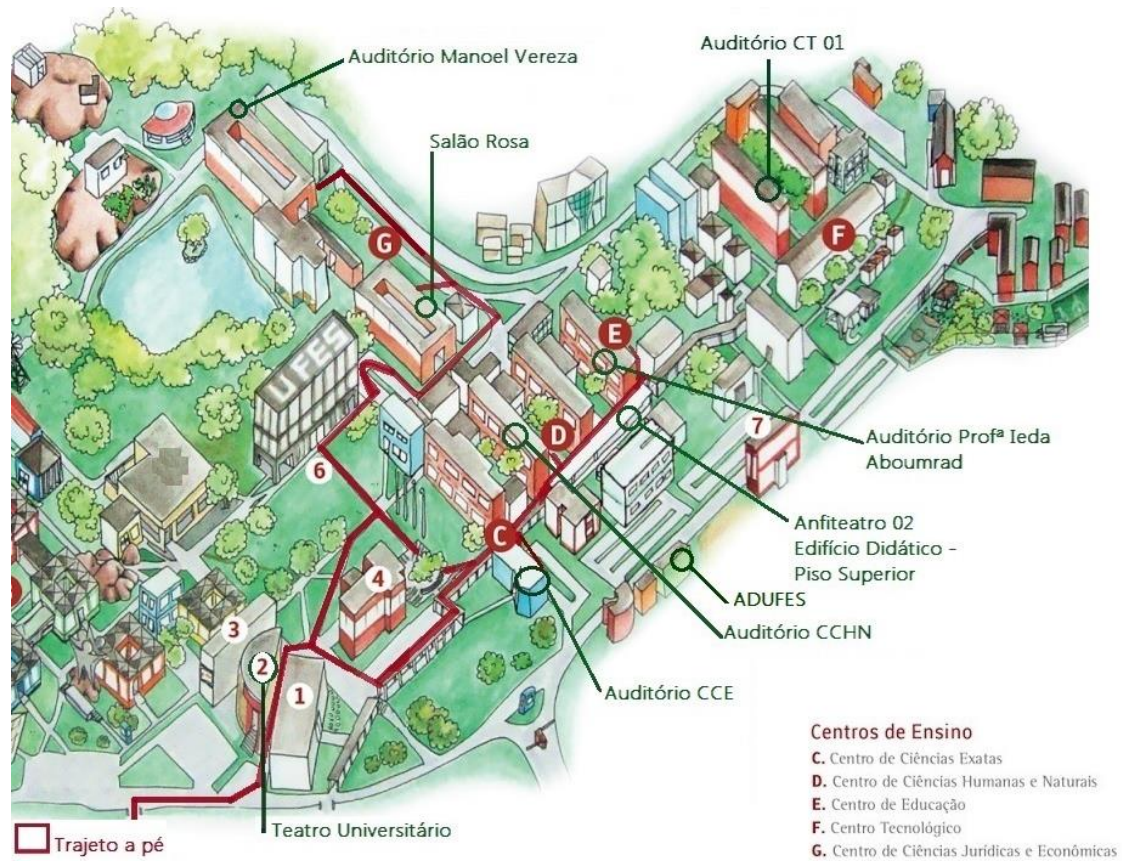 Auditório CT 01
Auditório Manoel Vereza
Salão Rosa
G
F
E
UFES
7
D
Auditório Profª Ieda
Aboumrad
6
Anfiteatro 02
Edifício Didático -
Piso Superior
C
4
ADUFES
Auditório CCHN
3
2
1
Auditório CCE
Centros de Ensino
C. Centro de Ciências Exatas
D. Centro de Ciências Humanas e Naturais
E. Centro de Educação
F. Centro Tecnológico
G. Centro de Ciências Jurídicas e Econômicas
Teatro Universitário
Trajeto a pé